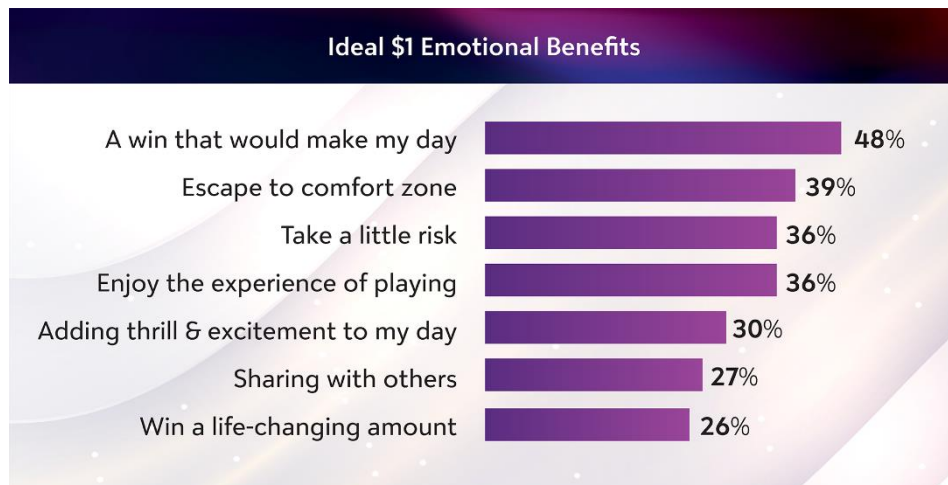 Ideal $1 Emotional Benefits
A win that would make my day 48%
Escape to comfort zone 39%
Take a little risk 36%
Enjoy the experience of playing 36%
Adding thrill & excitement to my day 30%
Sharing with others 27%
Win a life-changing amount 26%